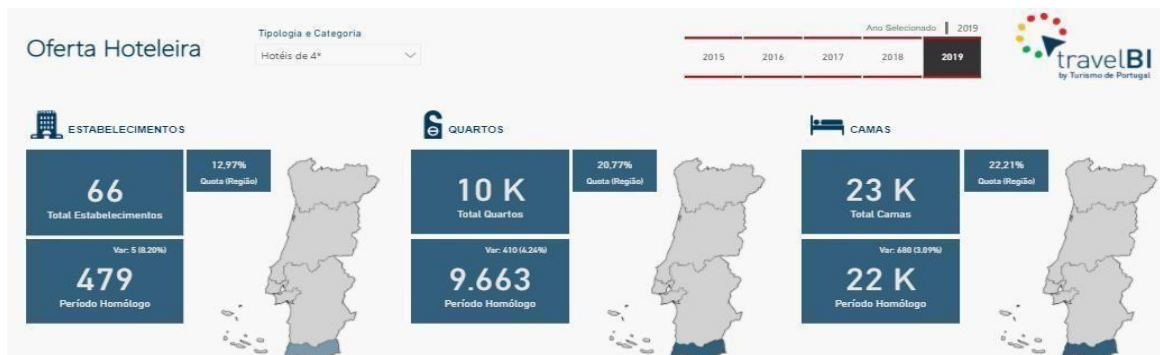 Oferta Hoteleira
Tipologia e Categoria
Hotéis de 4*
Ano Selecionado | 2019
2015 2016 2017 2018 2019
travelBI
by Turismo de Portugal
ESTABELECIMENTOS
66
Total Estabelecimentos
12,97%
Quota (Região)
Var: 5 (8.20%)
479
Período Homólogo
QUARTOS
10 K
Total Quartos
20,77%
Quota (Região)
Var: 410 (4.24%)
9.663
Período Homólogo
CAMAS
23 K
Total Camas
22,21%
Quota (Região)
Var: 680 (3.09%)
22 K
Período Homólogo